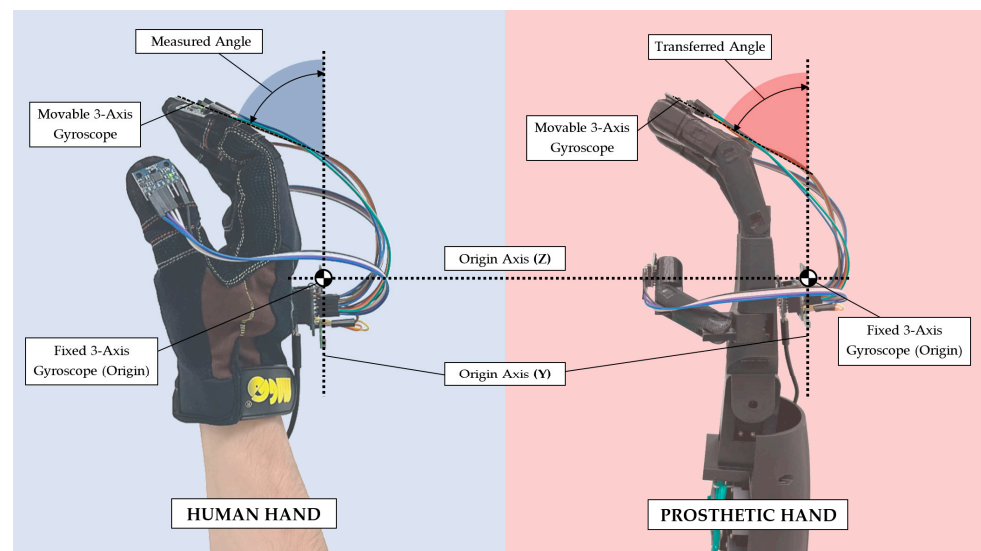 Measured Angle
Movable 3-Axis
Gyroscope
Fixed 3-Axis
Gyroscope (Origin)
HUMAN HAND
Origin Axis (Z)
Origin Axis (Y)
Transferred Angle
Movable 3-Axis
Gyroscope
Fixed 3-Axis
Gyroscope (Origin)
PROSTHETIC HAND